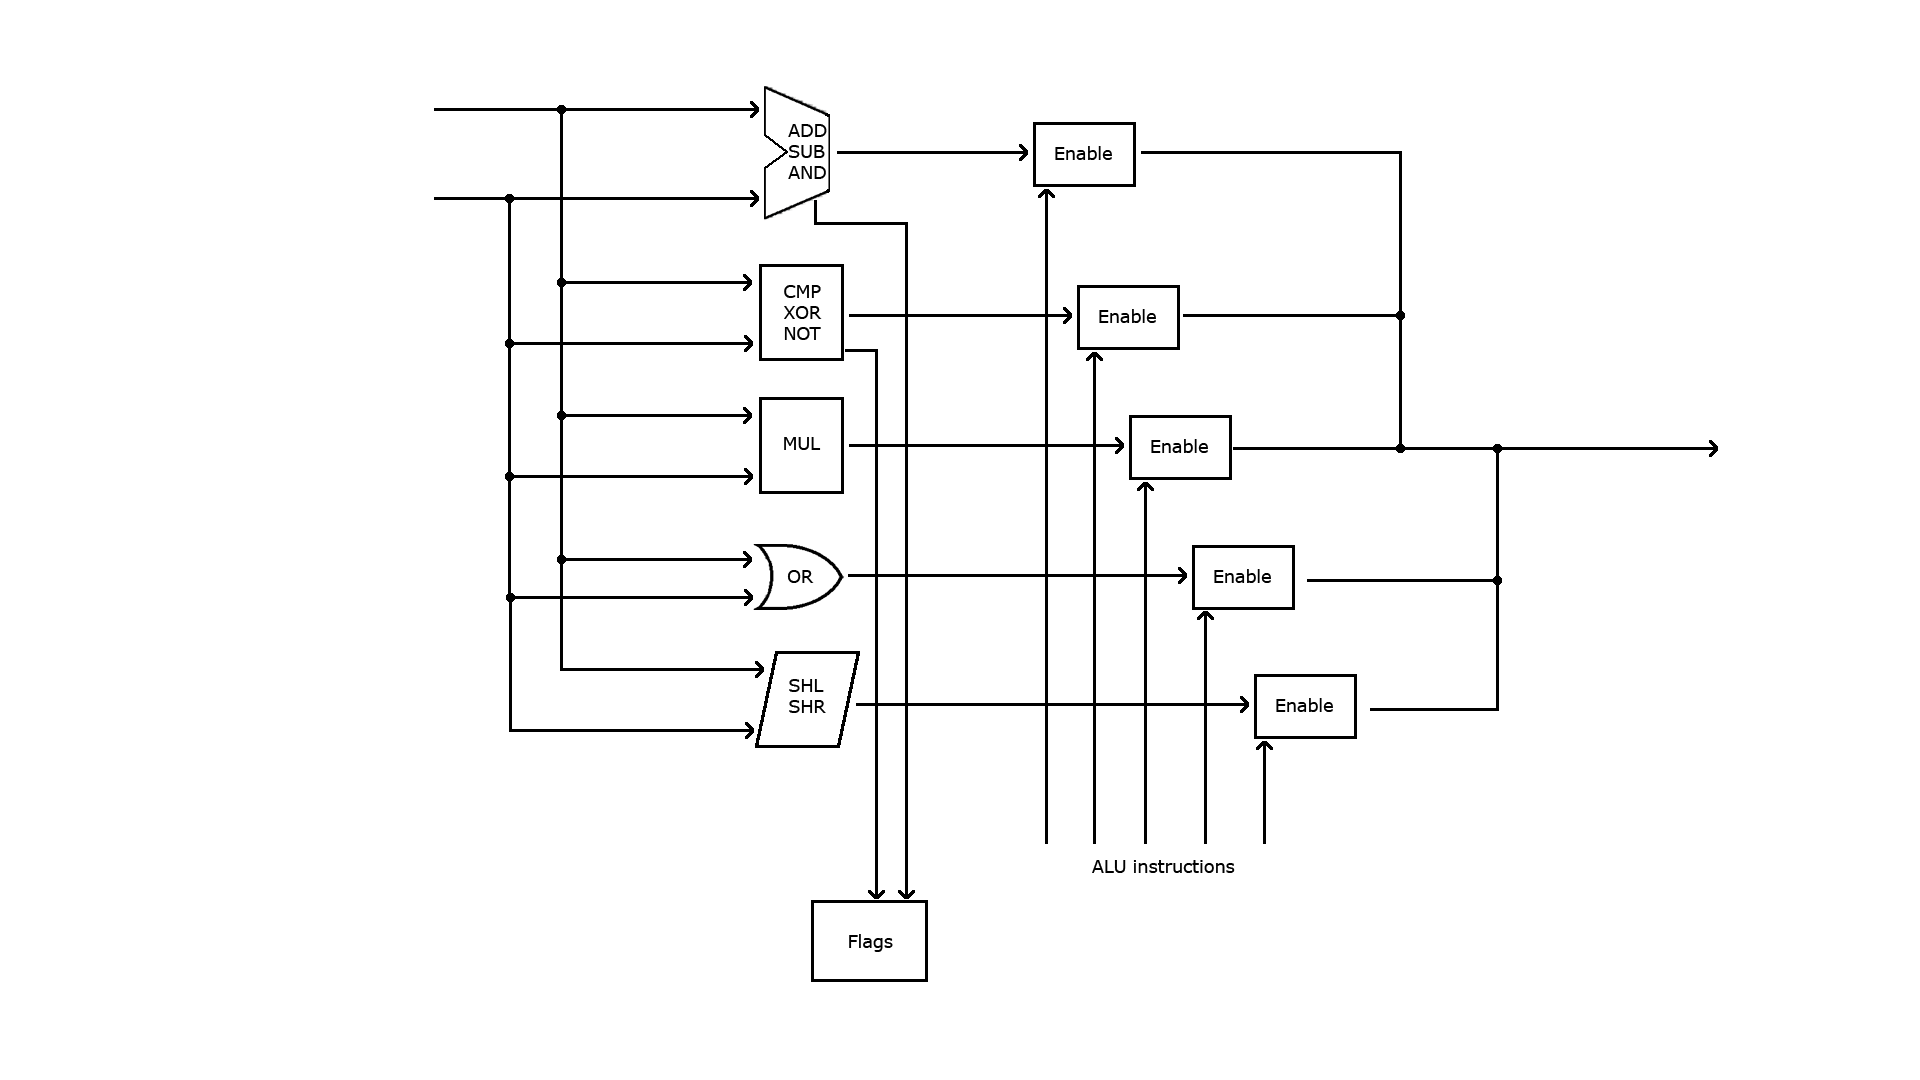 ADD
SUB
AND
Enable
CMP
XOR
NOT
Enable
MUL
Enable
OR
Enable
SHL
SHR
Enable
ALU instructions
Flags